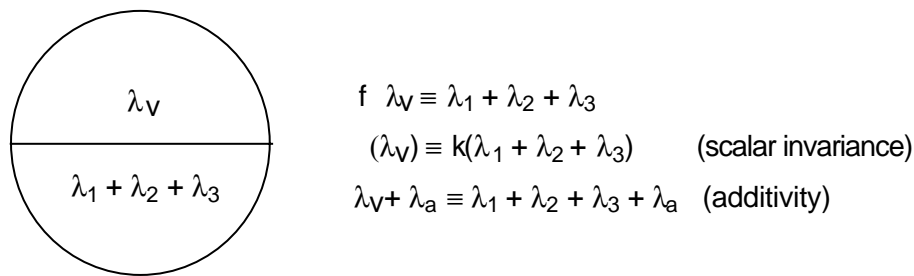 λV
λ1 + λ2 + λ3
f λV ≡ λ1 + λ2 + λ3
(λV) ≡ k(λ1 + λ2 + λ3) (scalar invariance)
λV+ λa ≡ λ1 + λ2 + λ3 + λa (additivity)